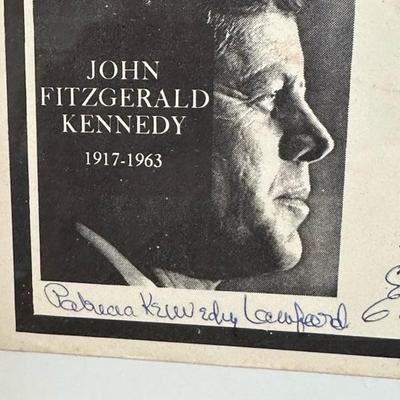 JOHN
FITZGERALD
KENNEDY
1917-1963
Patricia Kennedy Lawford